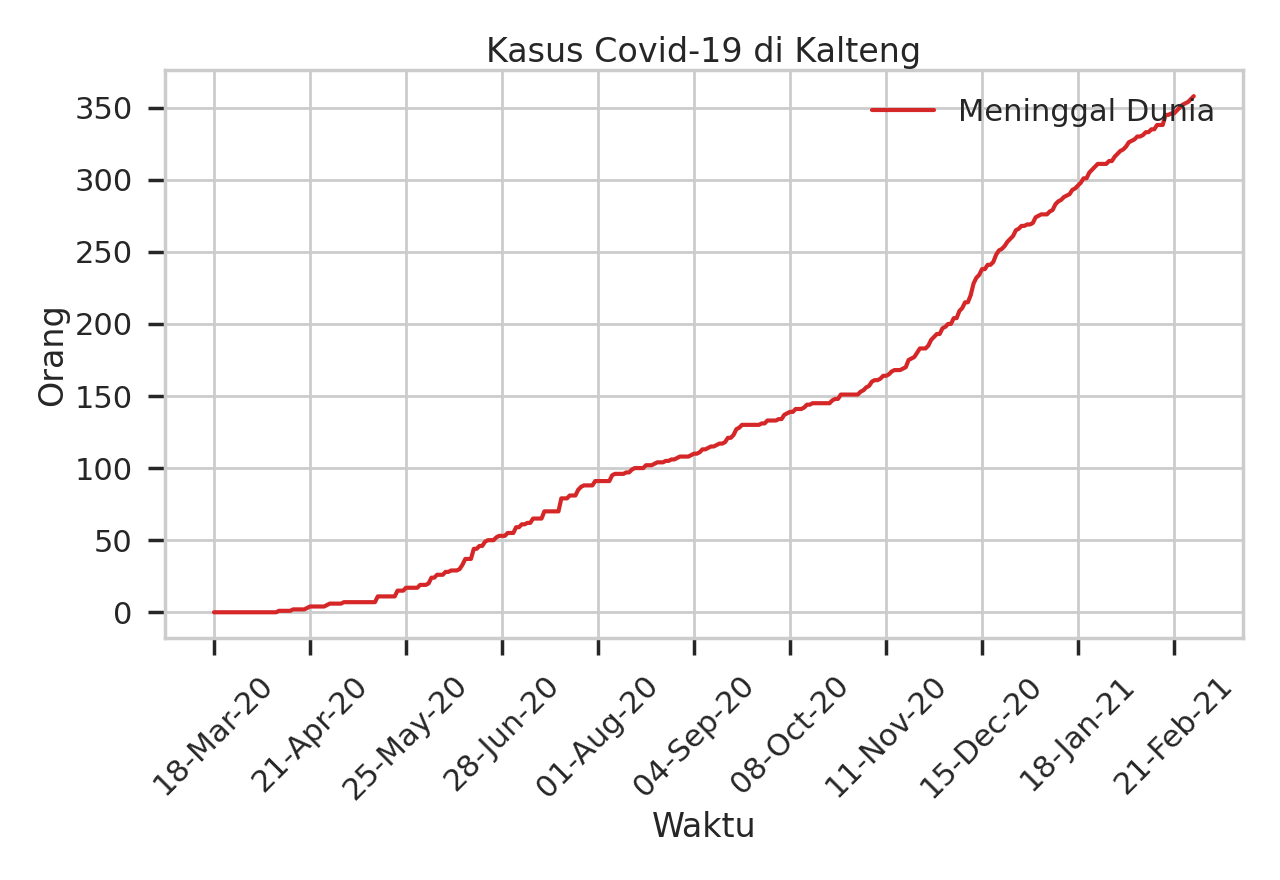 Kasus Covid-19 di Kalteng
Meninggal Dunia
Orang
350
300
250
200
150
100
50
0
18-Mar-20
21-Apr-20
25-May-20
28-Jun-20
01-Aug-20
04-Sep-20
08-Oct-20
11-Nov-20
15-Dec-20
18-Jan-21
21-Feb-21
Waktu